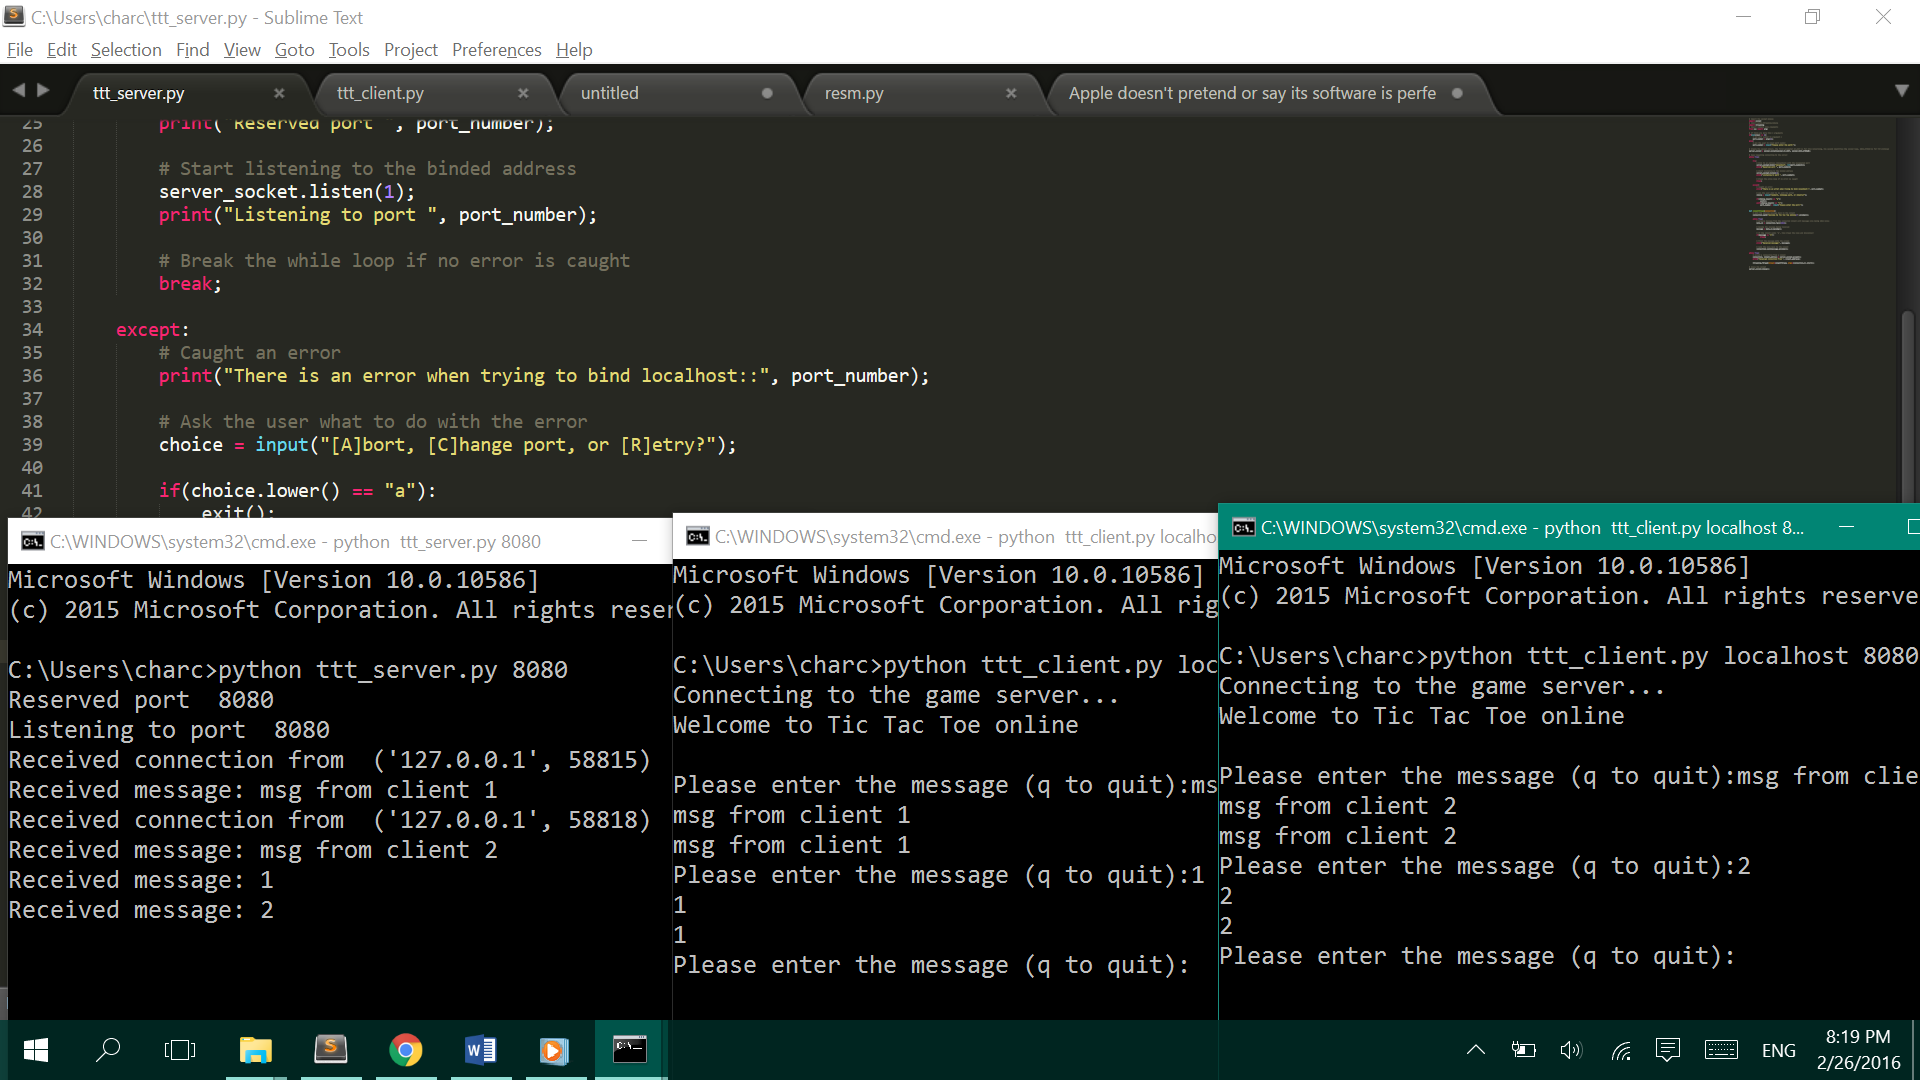 C:\Users\charc\ttt_server.py - Sublime Text
File Edit Selection Find View Goto Tools Project Preferences Help
ttt_server.py
ttt_client.py
untitled
resm.py
Apple doesn't pretend or say its software is perfe
25 print("Reserved port ", port_number);
26
27 # Start listening to the binded address
28 server_socket.listen(1);
29 print("Listening to port ", port_number);
30
31 # Break the while loop if no error is caught
32 break;
33
34 except:
35 # Caught an error
36 print("There is an error when trying to bind localhost::", port_number);
37
38 # Ask the user what to do with the error
39 choice = input("[A]bort, [C]hange port, or [R]etry?");
40
41 if(choice.lower() == "a"):
42 exit();
C:\WINDOWS\system32\cmd.exe - python ttt_server.py 8080
Microsoft Windows [Version 10.0.10586]
(c) 2015 Microsoft Corporation. All rights reser
C:\Users\charc>python ttt_server.py 8080
Reserved port  8080
Listening to port  8080
Received connection from  ('127.0.0.1', 58815)
Received message: msg from client 1
Received connection from  ('127.0.0.1', 58818)
Received message: msg from client 2
Received message: 1
Received message: 2
C:\WINDOWS\system32\cmd.exe - python ttt_client.py localho
Microsoft Windows [Version 10.0.10586]
(c) 2015 Microsoft Corporation. All rig
C:\Users\charc>python ttt_client.py loc
Connecting to the game server...
Welcome to Tic Tac Toe online
Please enter the message (q to quit):ms
msg from client 1
msg from client 1
Please enter the message (q to quit):1
1
1
Please enter the message (q to quit):
C:\WINDOWS\system32\cmd.exe - python ttt_client.py localhost 8...
Microsoft Windows [Version 10.0.10586]
(c) 2015 Microsoft Corporation. All rights reserve
C:\Users\charc>python ttt_client.py localhost 8080
Connecting to the game server...
Welcome to Tic Tac Toe online
Please enter the message (q to quit):msg from clie
msg from client 2
msg from client 2
Please enter the message (q to quit):2
2
2
Please enter the message (q to quit):
ENG
8:19 PM
2/26/2016